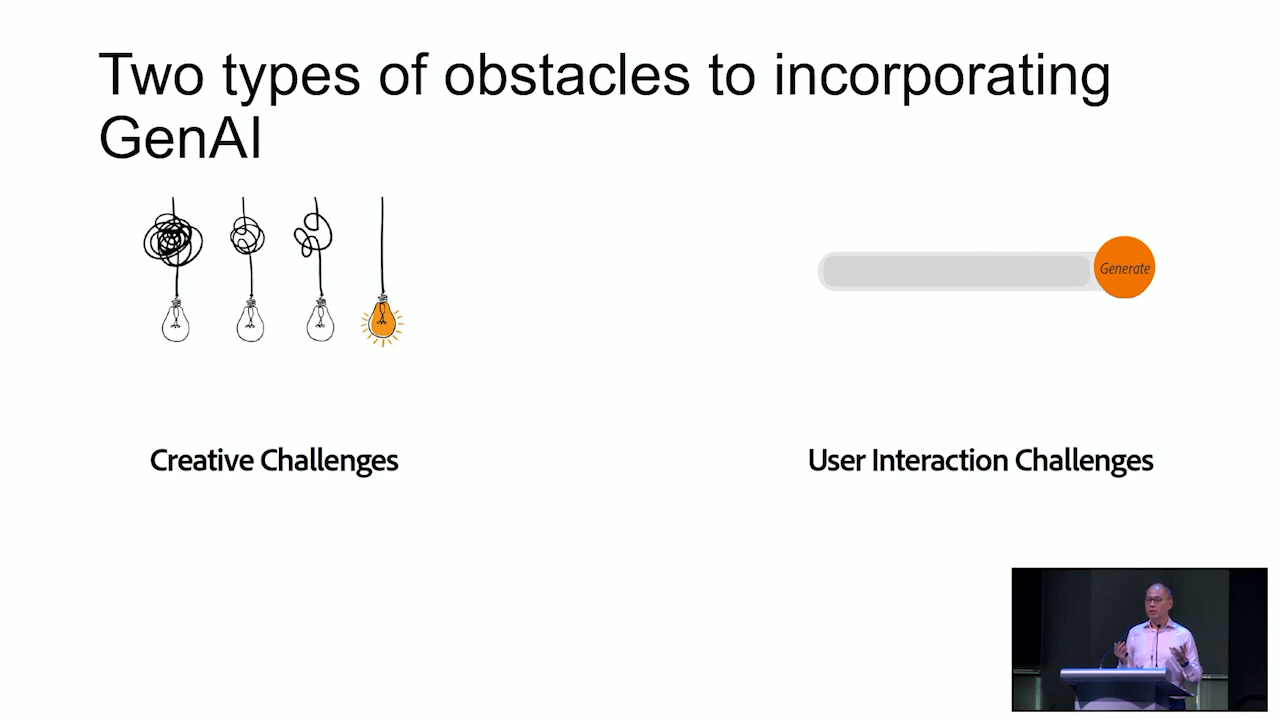 Two types of obstacles to incorporating
GenAI
Generate
Creative Challenges
User Interaction Challenges